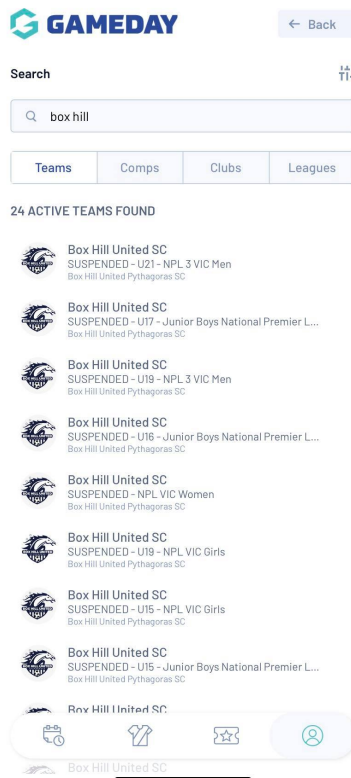 GAMEDAY
← Back
Search
box hill
Teams
Comps
Clubs
Leagues
24 ACTIVE TEAMS FOUND
Box Hill United SC
SUSPENDED - U21 - NPL 3 VIC Men
Box Hill United Pythagoras SC
Box Hill United SC
SUSPENDED - U17 - Junior Boys National Premier L...
Box Hill United Pythagoras SC
Box Hill United SC
SUSPENDED - U19 - NPL 3 VIC Men
Box Hill United Pythagoras SC
Box Hill United SC
SUSPENDED - U16 - Junior Boys National Premier L...
Box Hill United Pythagoras SC
Box Hill United SC
SUSPENDED - NPL VIC Women
Box Hill United Pythagoras SC
Box Hill United SC
SUSPENDED - U19 - NPL VIC Girls
Box Hill United Pythagoras SC
Box Hill United SC
SUSPENDED - U15 - NPL VIC Girls
Box Hill United Pythagoras SC
Box Hill United SC
SUSPENDED - U15 - Junior Boys National Premier L...
Box Hill United Pythagoras SC
Box Hill United SC
Box Hill United SC